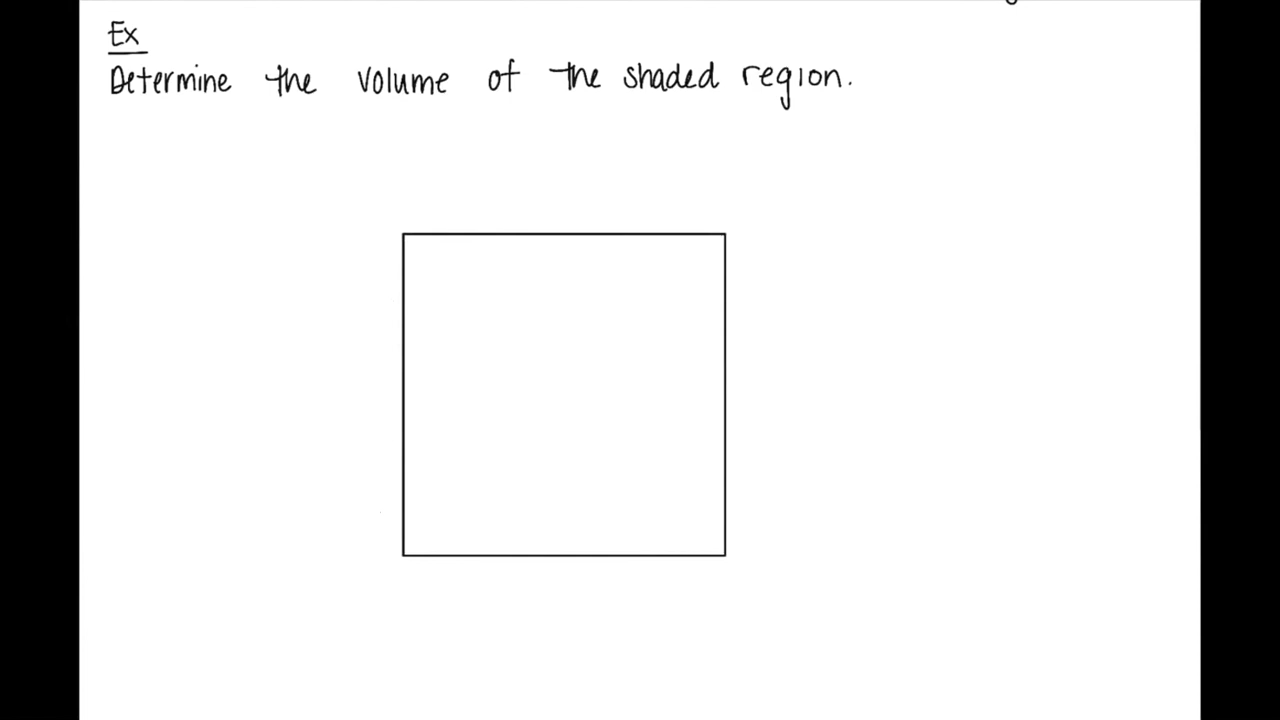 Ex
Determine the volume of the shaded region.